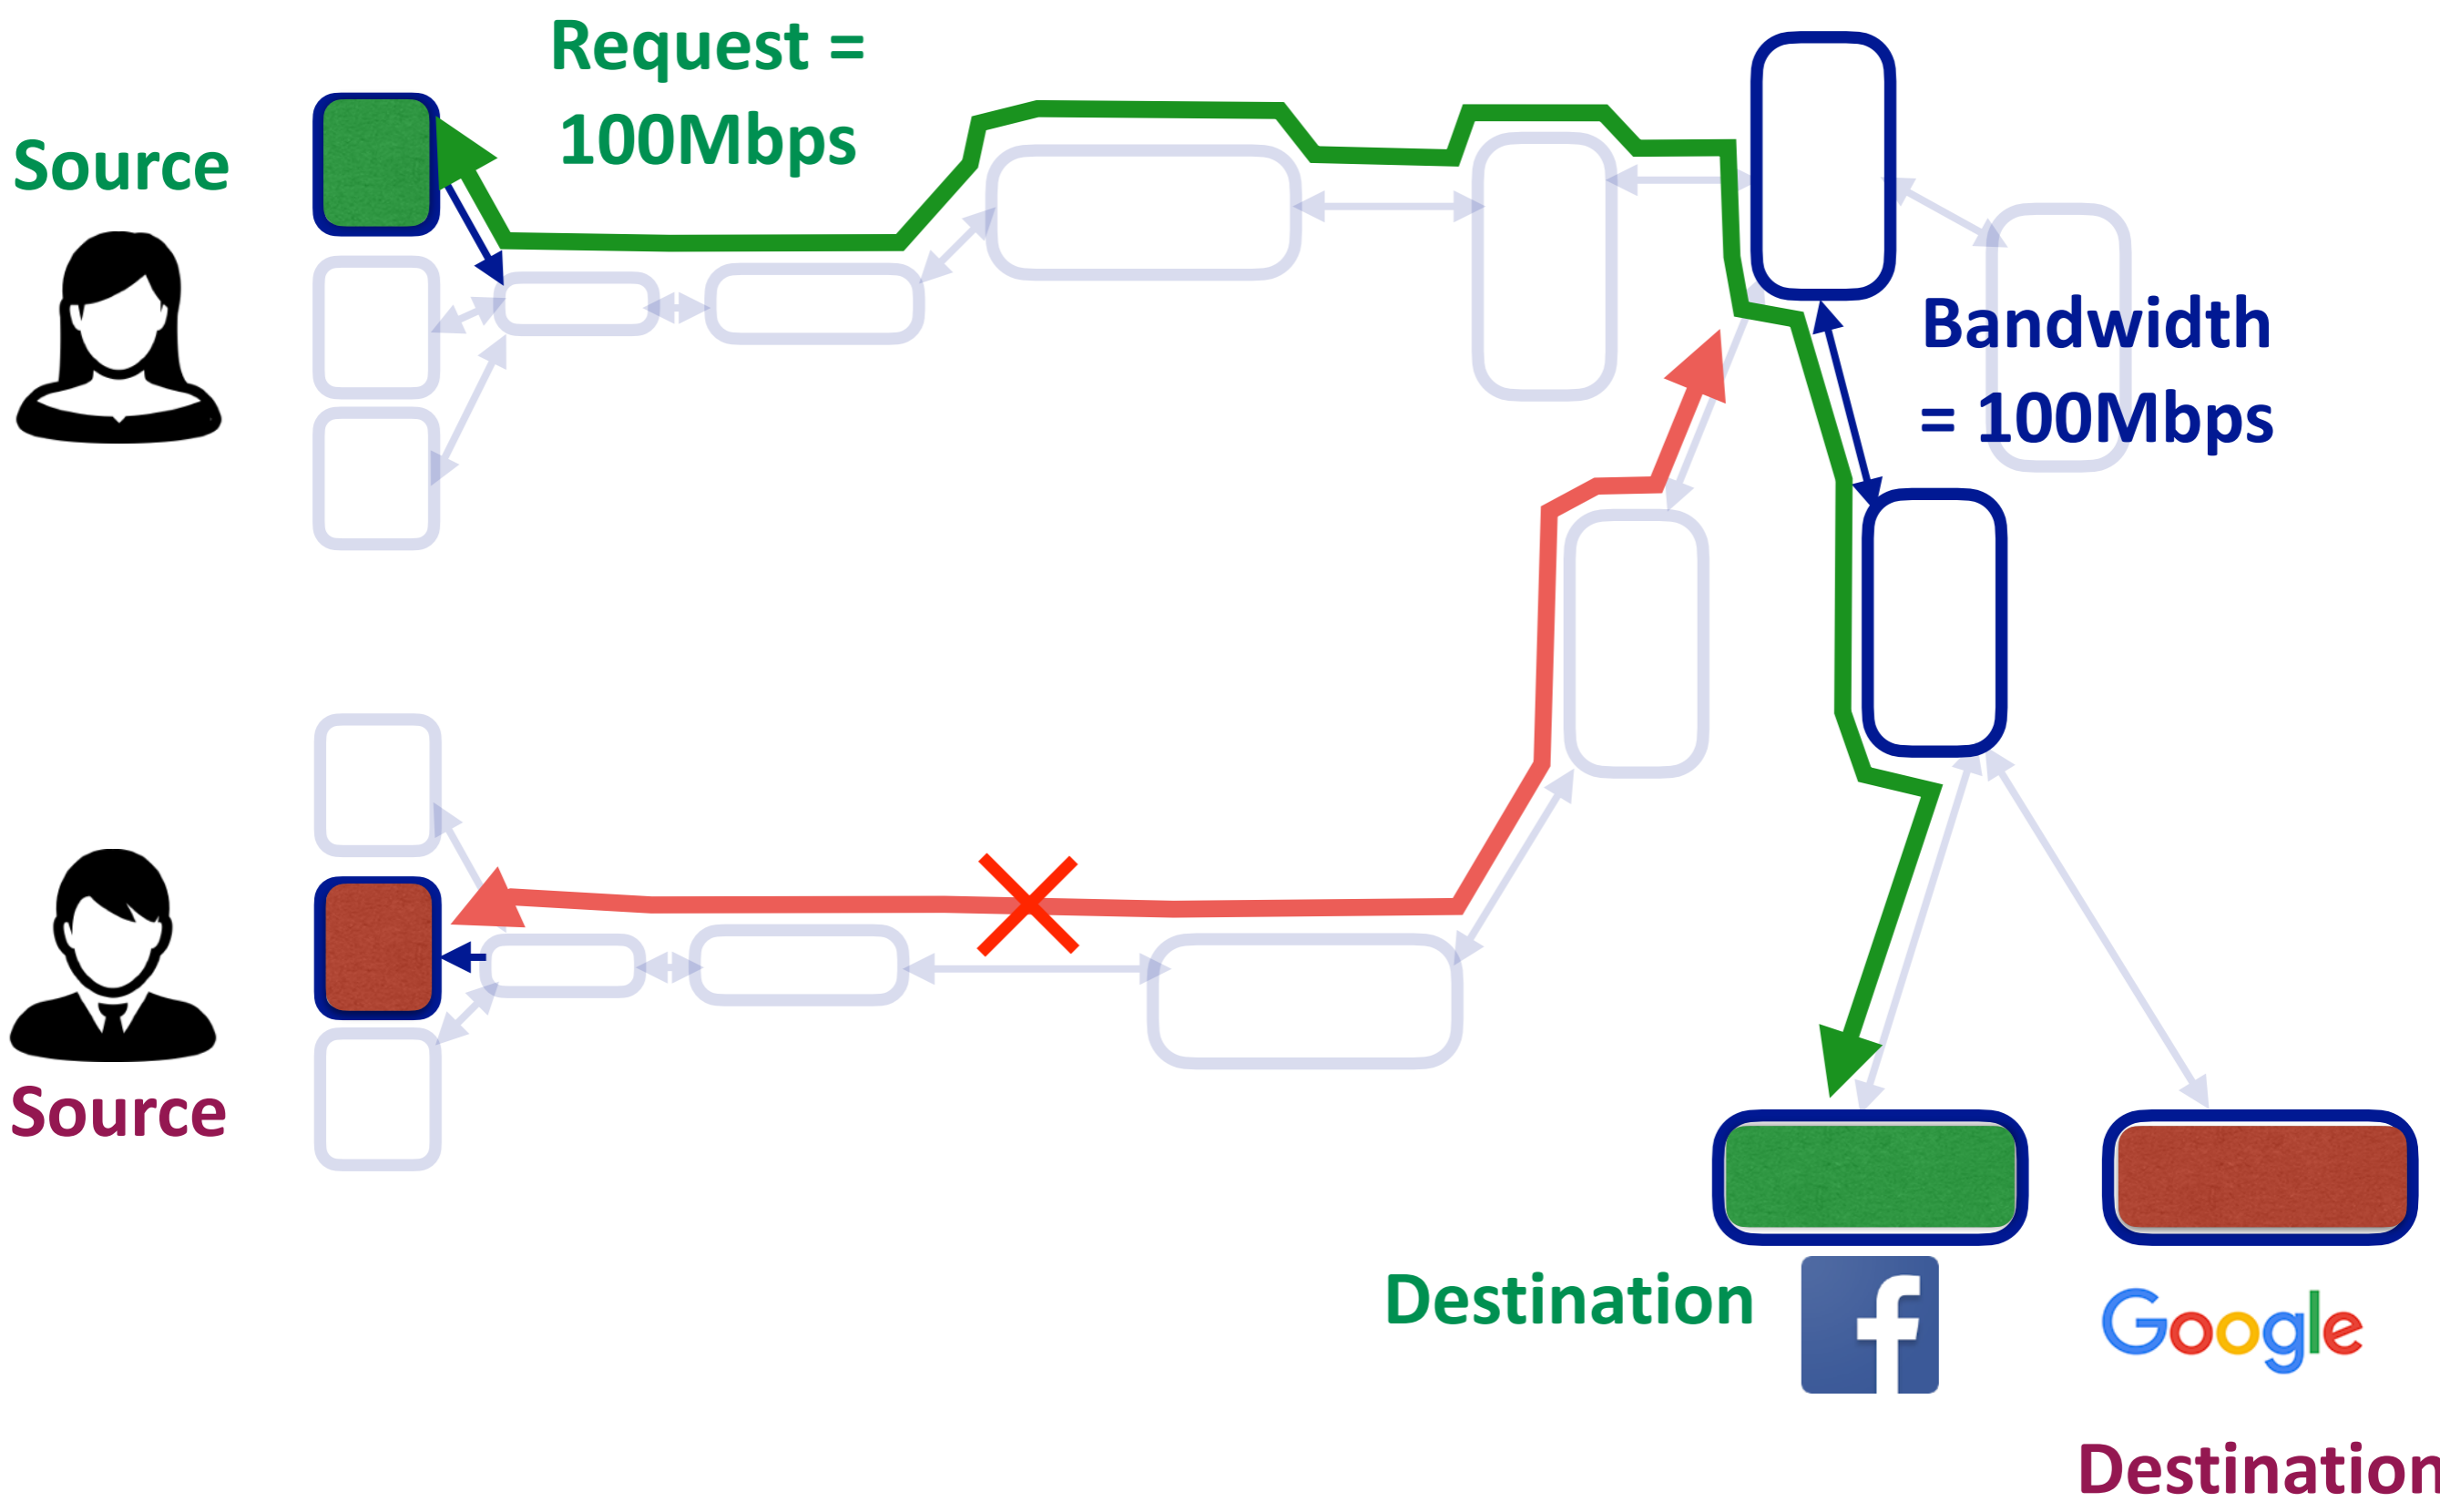 Request =
100Mbps
Source
Bandwidth
= 100Mbps
Source
Destination
f
Google
Destination